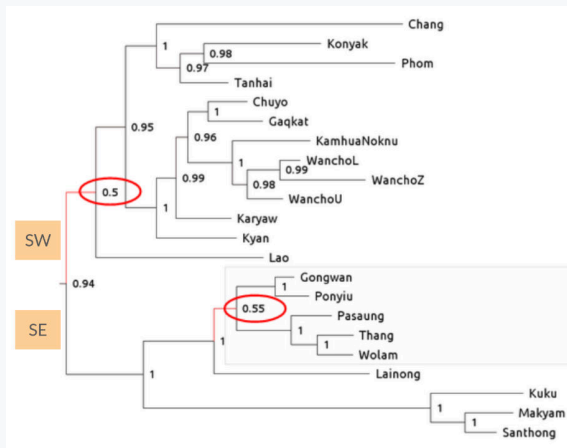 Chang
Konyak
1
0.98
Phom
0.97
Tanhai
Chuyo
1
Gaqkat
0.95
0.96
KamhuaNoknu
WanchoL
1
0.99
WanchoZ
0.99
0.98
WanchoU
0.5
1
Karyaw
Kyan
SW
Lao
Gongwan
0.94
1
Ponyiu
0.55
Pasaung
SE
1
Thang
1
Wolam
1
1
Lainong
Kuku
1
Makyam
1
Santhong